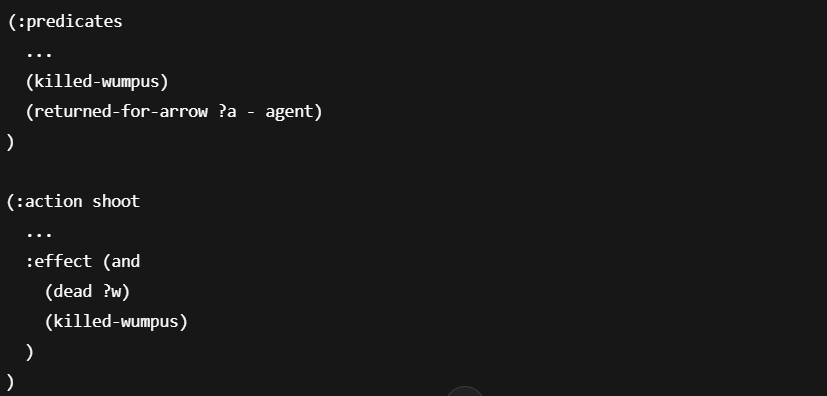 (:predicates
  ...
  (killed-wumpus)
  (returned-for-arrow ?a - agent)
)

(:action shoot
  ...
  :effect (and
    (dead ?w)
    (killed-wumpus)
  )
)